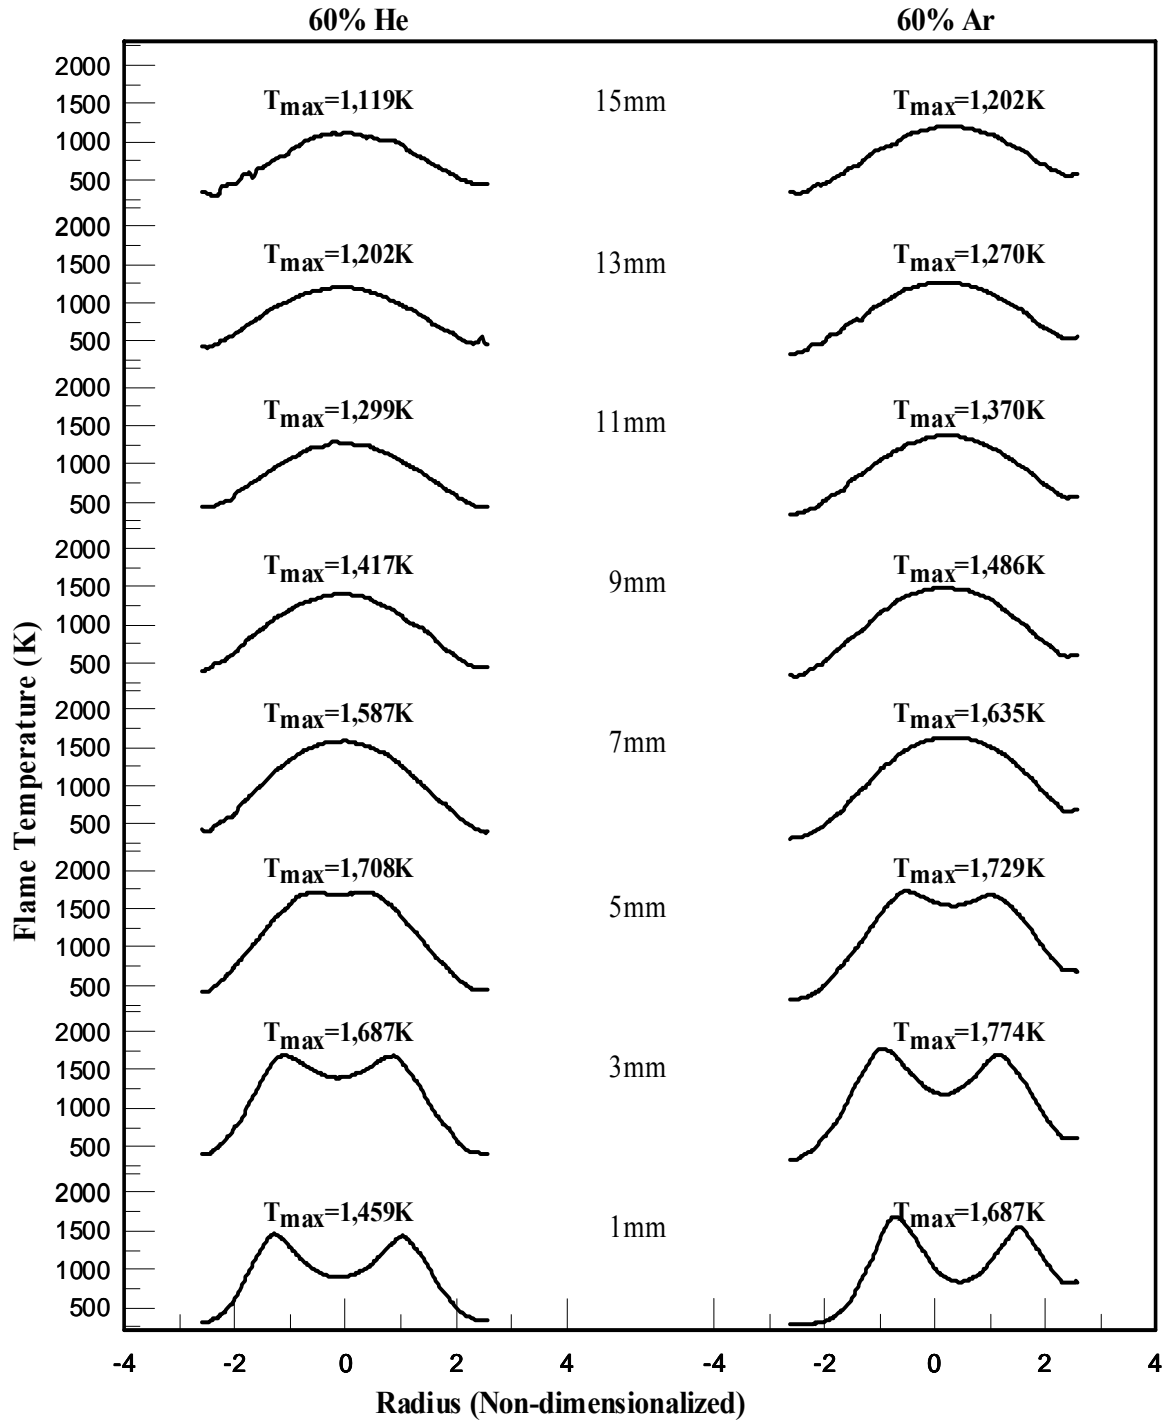 60% He 60% Ar
2000
1500
1000
500
Tmax=1,119K 15mm Tmax=1,202K
2000
1500
1000
500
Tmax=1,202K 13mm Tmax=1,270K
2000
1500
1000
500
Tmax=1,299K 11mm Tmax=1,370K
2000
1500
1000
500
Tmax=1,417K 9mm Tmax=1,486K
2000
1500
1000
500
Tmax=1,587K 7mm Tmax=1,635K
2000
1500
1000
500
Tmax=1,708K 5mm Tmax=1,729K
2000
1500
1000
500
Tmax=1,687K 3mm Tmax=1,774K
2000
1500
1000
500
Tmax=1,459K 1mm Tmax=1,687K
Flame Temperature (K)
-4 -2 0 2 4 -4 -2 0 2 4
Radius (Non-dimensionalized)